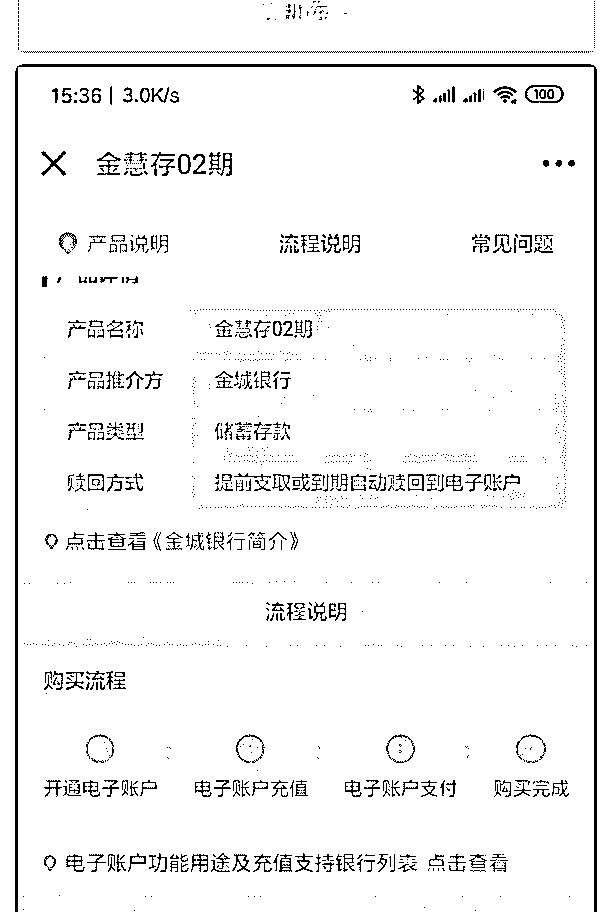 15:36 | 3.0K/s 100
金慧存02期
产品说明 流程说明 常见问题
产品名称 金慧存02期
产品推介方 金城银行
产品类型 储蓄存款
赎回方式 提前支取或到期自动赎回到电子账户
点击查看《金城银行简介》
流程说明
购买流程
开通电子账户 电子账户充值 电子账户支付 购买完成
电子账户功能用途及充值支持银行列表 点击查看